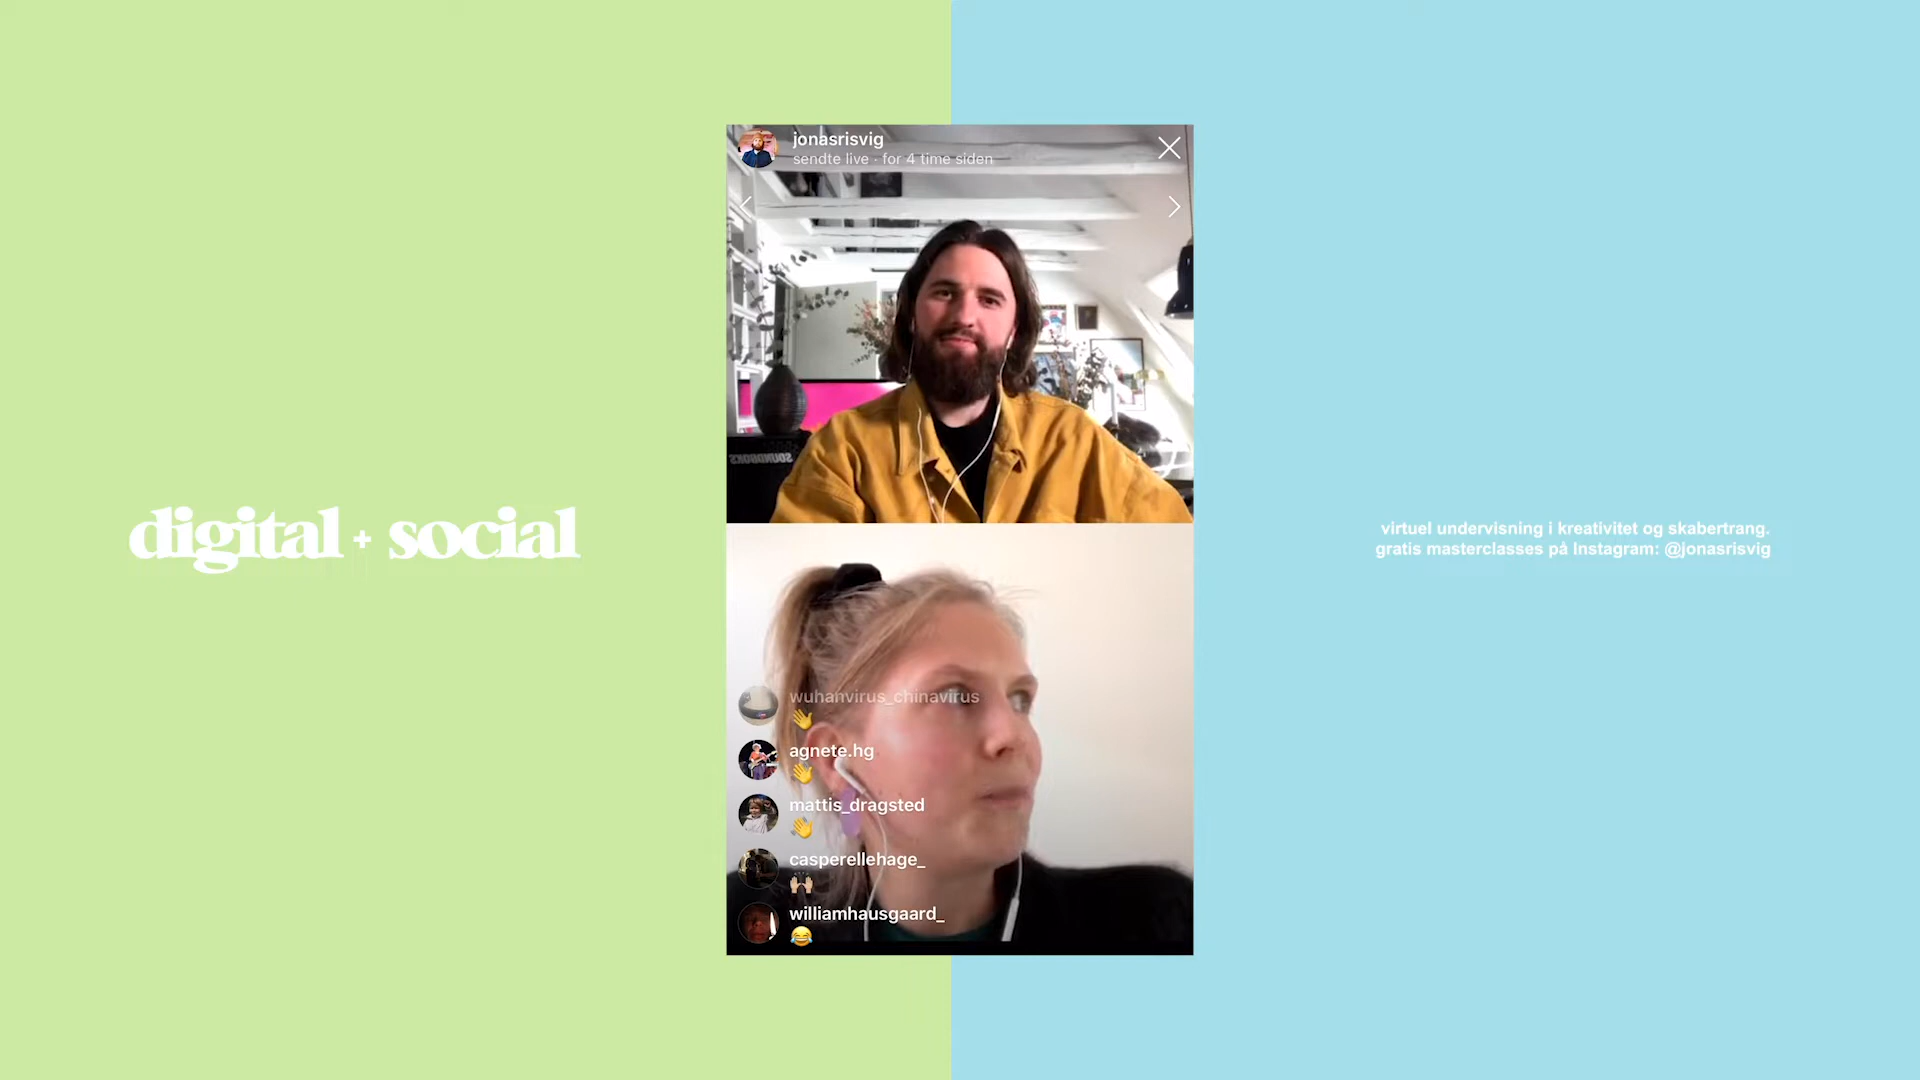 jonasrisvig
sendte live · for 4 time siden
SOUNDBOKS
digital + social
virtuel undervisning i kreativitet og skabertrang.
gratis masterclasses på Instagram: @jonasrisvig
wuhanvirus_chinavirus
👋
agnete.hg
👋
mattis_dragsted
👋
casperellehage_
🙌🏼
williamhausgaard_
😂